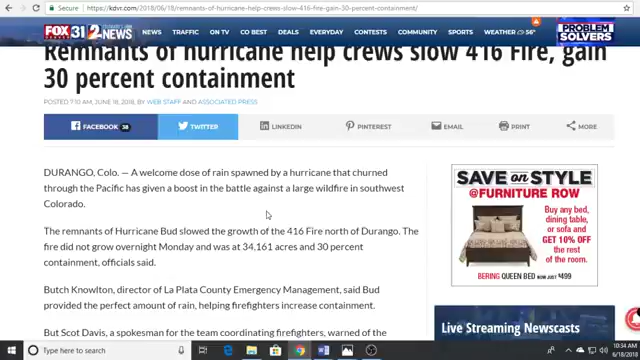 Secure | https://kdvr.com/2018/06/18/remnants-of-hurricane-help-crews-slow-416-fire-gain-30-percent-containment/
FOX 31 2 NEWS
NEWS TRAFFIC ON TV CO BEST DEALS EVERYDAY CONTESTS COMMUNITY SPORTS WEATHER 56°
PROBLEM SOLVERS
Remnants of hurricane help crews slow 416 Fire, gain
30 percent containment
POSTED 7:10 AM, JUNE 18, 2018, BY WEB STAFF AND ASSOCIATED PRESS
FACEBOOK 38 TWITTER LINKEDIN PINTEREST EMAIL PRINT MORE
DURANGO, Colo. — A welcome dose of rain spawned by a hurricane that churned
through the Pacific has given a boost in the battle against a large wildfire in southwest
Colorado.
The remnants of Hurricane Bud slowed the growth of the 416 Fire north of Durango. The
fire did not grow overnight Monday and was at 34,161 acres and 30 percent
containment, officials said.
Butch Knowlton, director of La Plata County Emergency Management, said Bud
provided the perfect amount of rain, helping firefighters increase containment.
But Scott Davis, a spokesman for the team coordinating firefighters, warned of the
SAVE on STYLE
@FURNITURE ROW
Buy any bed,
dining table,
or sofa and
GET 10% OFF
the rest of
the room.
BERING QUEEN BED NOW JUST $499
Live Streaming Newscasts
Type here to search
10:34 AM
6/18/2018